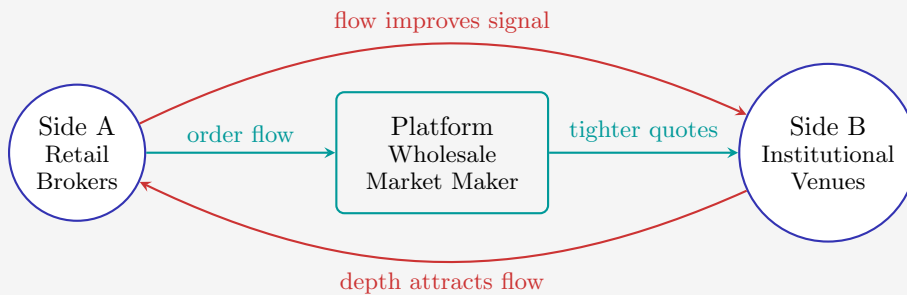 flow improves signal
Side A
Retail
Brokers
order flow
Platform
Wholesale
Market Maker
tighter quotes
Side B
Institutional
Venues
depth attracts flow